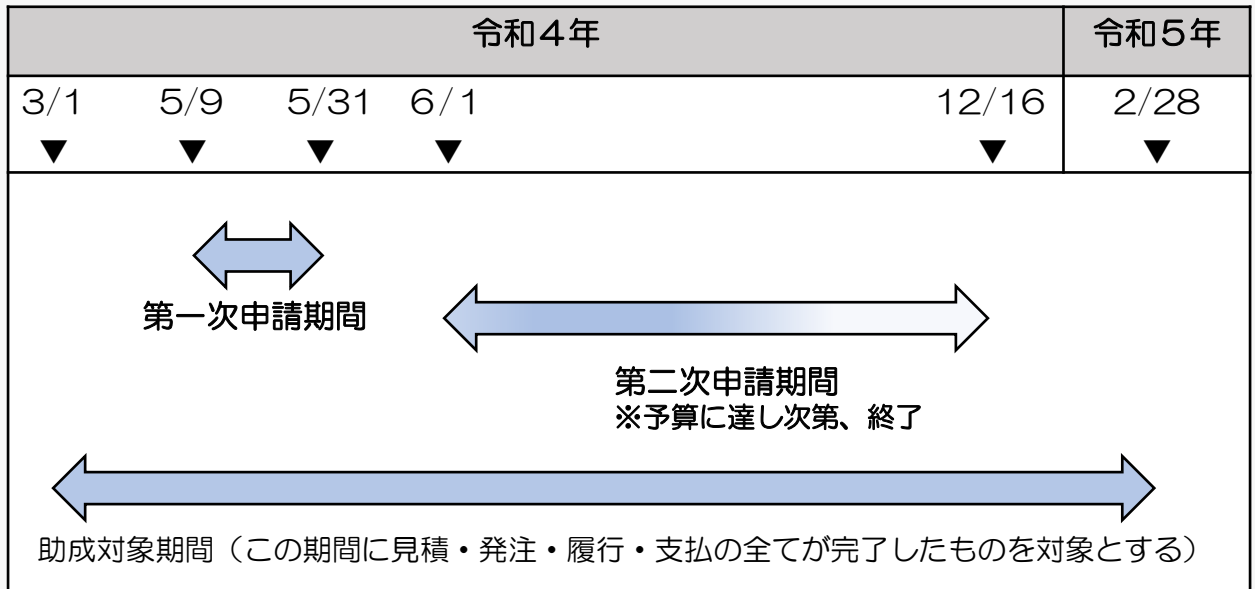 令和４年 令和５年
3/1 5/9 5/31 6/1 12/16 2/28
▼ ▼ ▼ ▼ ▼ ▼
第一次申請期間
第二次申請期間
※予算に達し次第、終了
助成対象期間（この期間に見積・発注・履行・支払の全てが完了したものを対象とする）